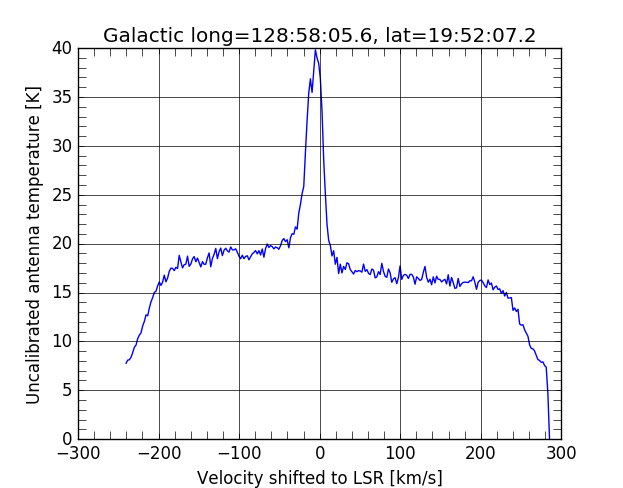 Galactic long=128:58:05.6, lat=19:52:07.2
Uncalibrated antenna temperature [K]
40
35
30
25
20
15
10
5
0
−300 −200 −100 0 100 200 300
Velocity shifted to LSR [km/s]